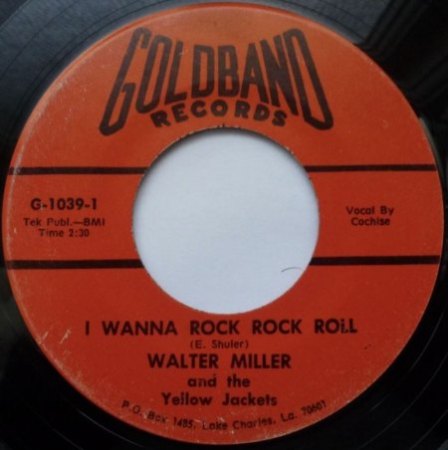 GOLDBAND
RECORDS
G-1039-1
Tek Publ.—BMI
Time 2:30
Vocal By
Cochise
I WANNA ROCK ROCK ROLL
(E. Shuler)
WALTER MILLER
and the
Yellow Jackets
P.O. Box 1485, Lake Charles, La. 70601